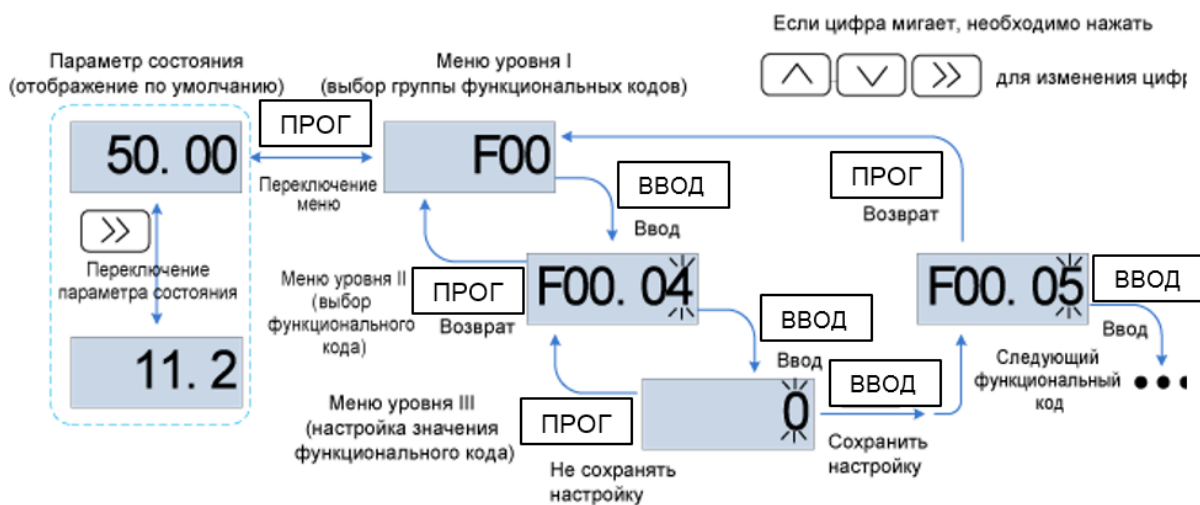 Если цифра мигает, необходимо нажать
для изменения цифр
Параметр состояния
(отображение по умолчанию)
Меню уровня I
(выбор группы функциональных кодов)
50. 00
ПРОГ
Переключение
меню
F00
ВВОД
Ввод
ПРОГ
Возврат
Переключение
параметра состояния
11. 2
Меню уровня II
(выбор
функционального
кода)
ПРОГ
Возврат
F00. 04
ВВОД
Ввод
F00. 05
ВВОД
Ввод
Следующий
функциональный
код
Меню уровня III
(настройка значения
функционального кода)
ПРОГ
Не сохранять
настройку
0
ВВОД
Сохранить
настройку